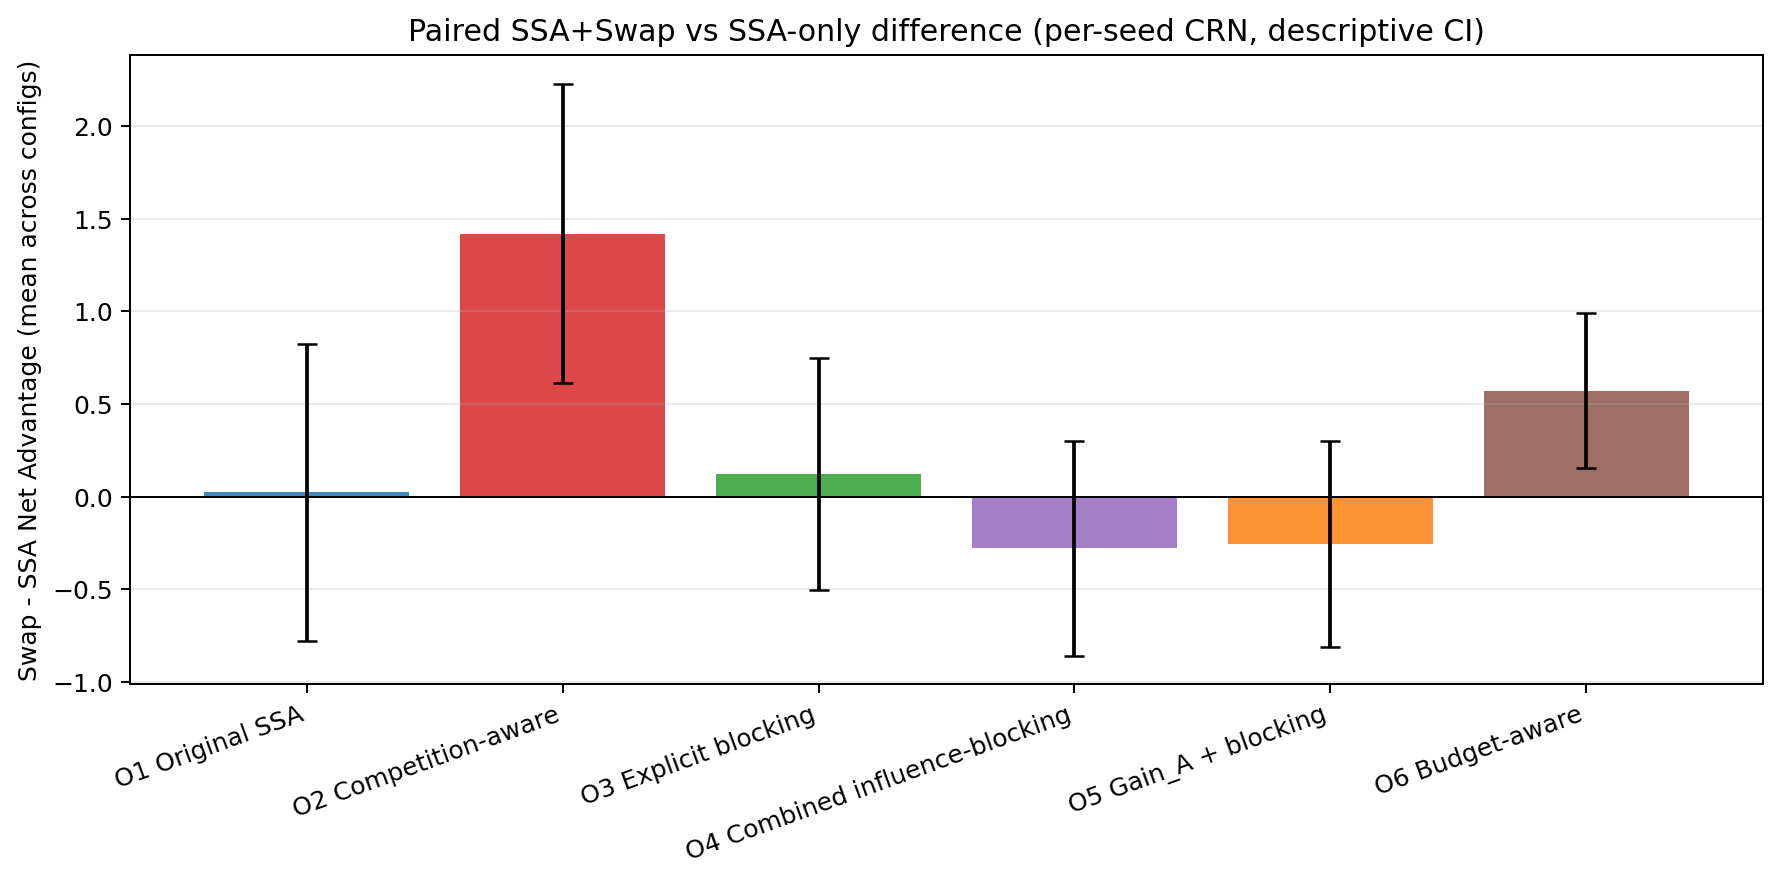 Paired SSA+Swap vs SSA-only difference (per-seed CRN, descriptive CI)
Swap - SSA Net Advantage (mean across configs)
2.0
1.5
1.0
0.5
0.0
−0.5
−1.0
O1 Original SSA
O2 Competition-aware
O3 Explicit blocking
O4 Combined influence-blocking
O5 Gain_A + blocking
O6 Budget-aware